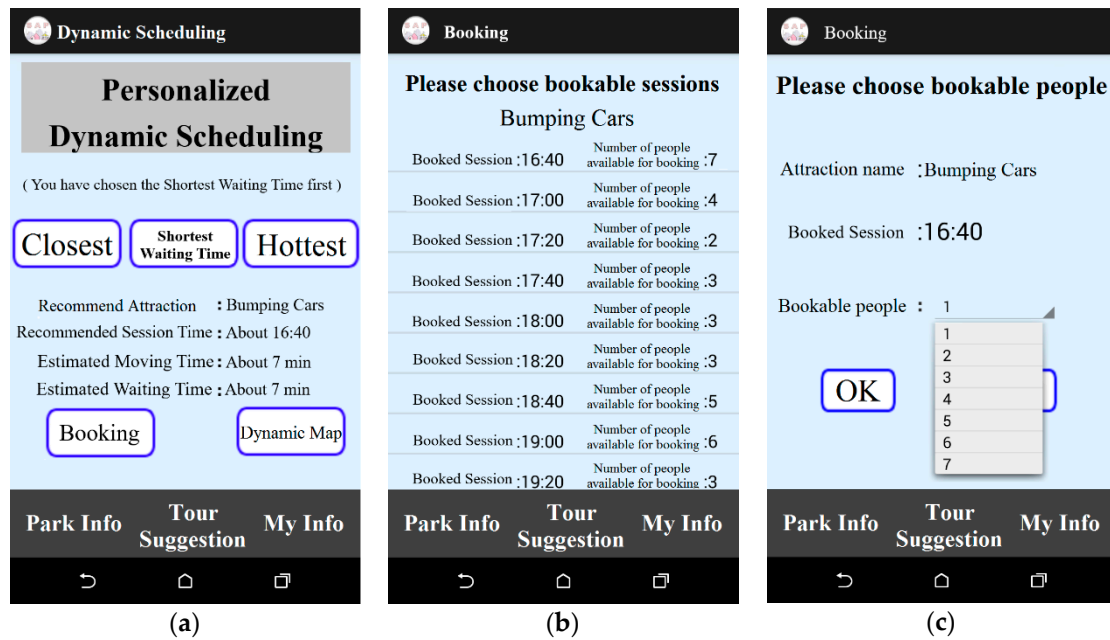 Dynamic Scheduling
Personalized
Dynamic Scheduling
( You have chosen the Shortest Waiting Time first )
Closest
Shortest
Waiting Time
Hottest
Recommend Attraction : Bumping Cars
Recommended Session Time : About 16:40
Estimated Moving Time : About 7 min
Estimated Waiting Time : About 7 min
Booking
Dynamic Map
Park Info
Tour
Suggestion
My Info
(a)
Booking
Please choose bookable sessions
Bumping Cars
Booked Session :16:40 Number of people
available for booking :7
Booked Session :17:00 Number of people
available for booking :4
Booked Session :17:20 Number of people
available for booking :2
Booked Session :17:40 Number of people
available for booking :3
Booked Session :18:00 Number of people
available for booking :3
Booked Session :18:20 Number of people
available for booking :3
Booked Session :18:40 Number of people
available for booking :5
Booked Session :19:00 Number of people
available for booking :6
Booked Session :19:20 Number of people
available for booking :3
Park Info
Tour
Suggestion
My Info
(b)
Booking
Please choose bookable people
Attraction name :Bumping Cars
Booked Session :16:40
Bookable people : 1
1
2
3
4
5
6
7
OK
Park Info
Tour
Suggestion
My Info
(c)